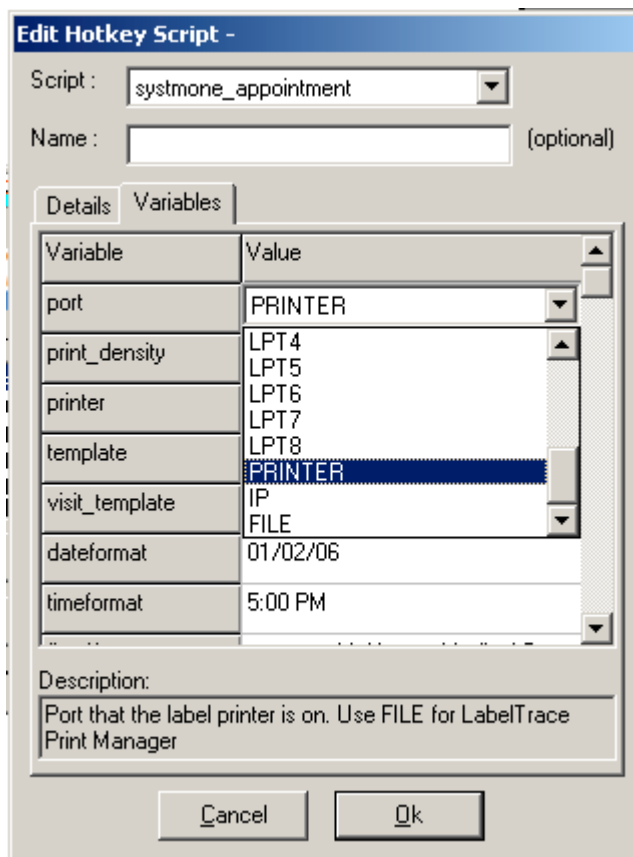 Edit Hotkey Script -
Script :
systmone_appointment
Name :
(optional)
Details
Variables
Variable
Value
port
PRINTER
print_density
LPT4
LPT5
printer
LPT6
LPT7
template
LPT8
PRINTER
visit_template
IP
FILE
dateformat
01/02/06
timeformat
5:00 PM
Description:
Port that the label printer is on. Use FILE for LabelTrace
Print Manager
Cancel
Ok